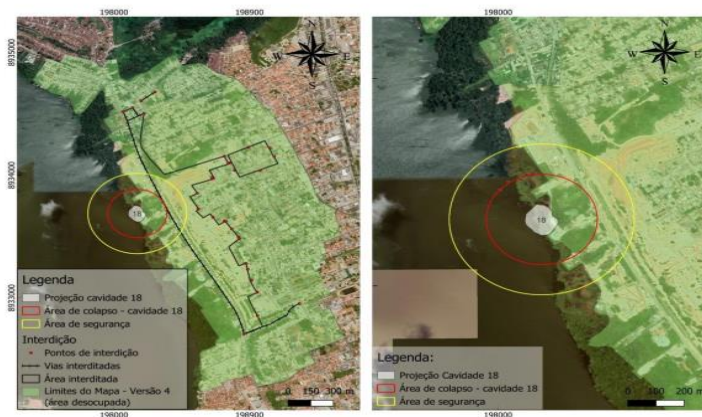 198000 198900
8935000
8934000
8933000
N
W E
S
18
Legenda
Projeção cavidade 18
Área de colapso - cavidade 18
Área de segurança
Interdição
Pontos de interdição
Vias interditadas
Área interditada
Limites do Mapa - Versão 4
(área desocupada)
0 150 300 m
198000 198900
198000
N
W E
S
18
Legenda:
Projeção Cavidade 18
Área de colapso - cavidade 18
Área de segurança
0 100 200 m
198000